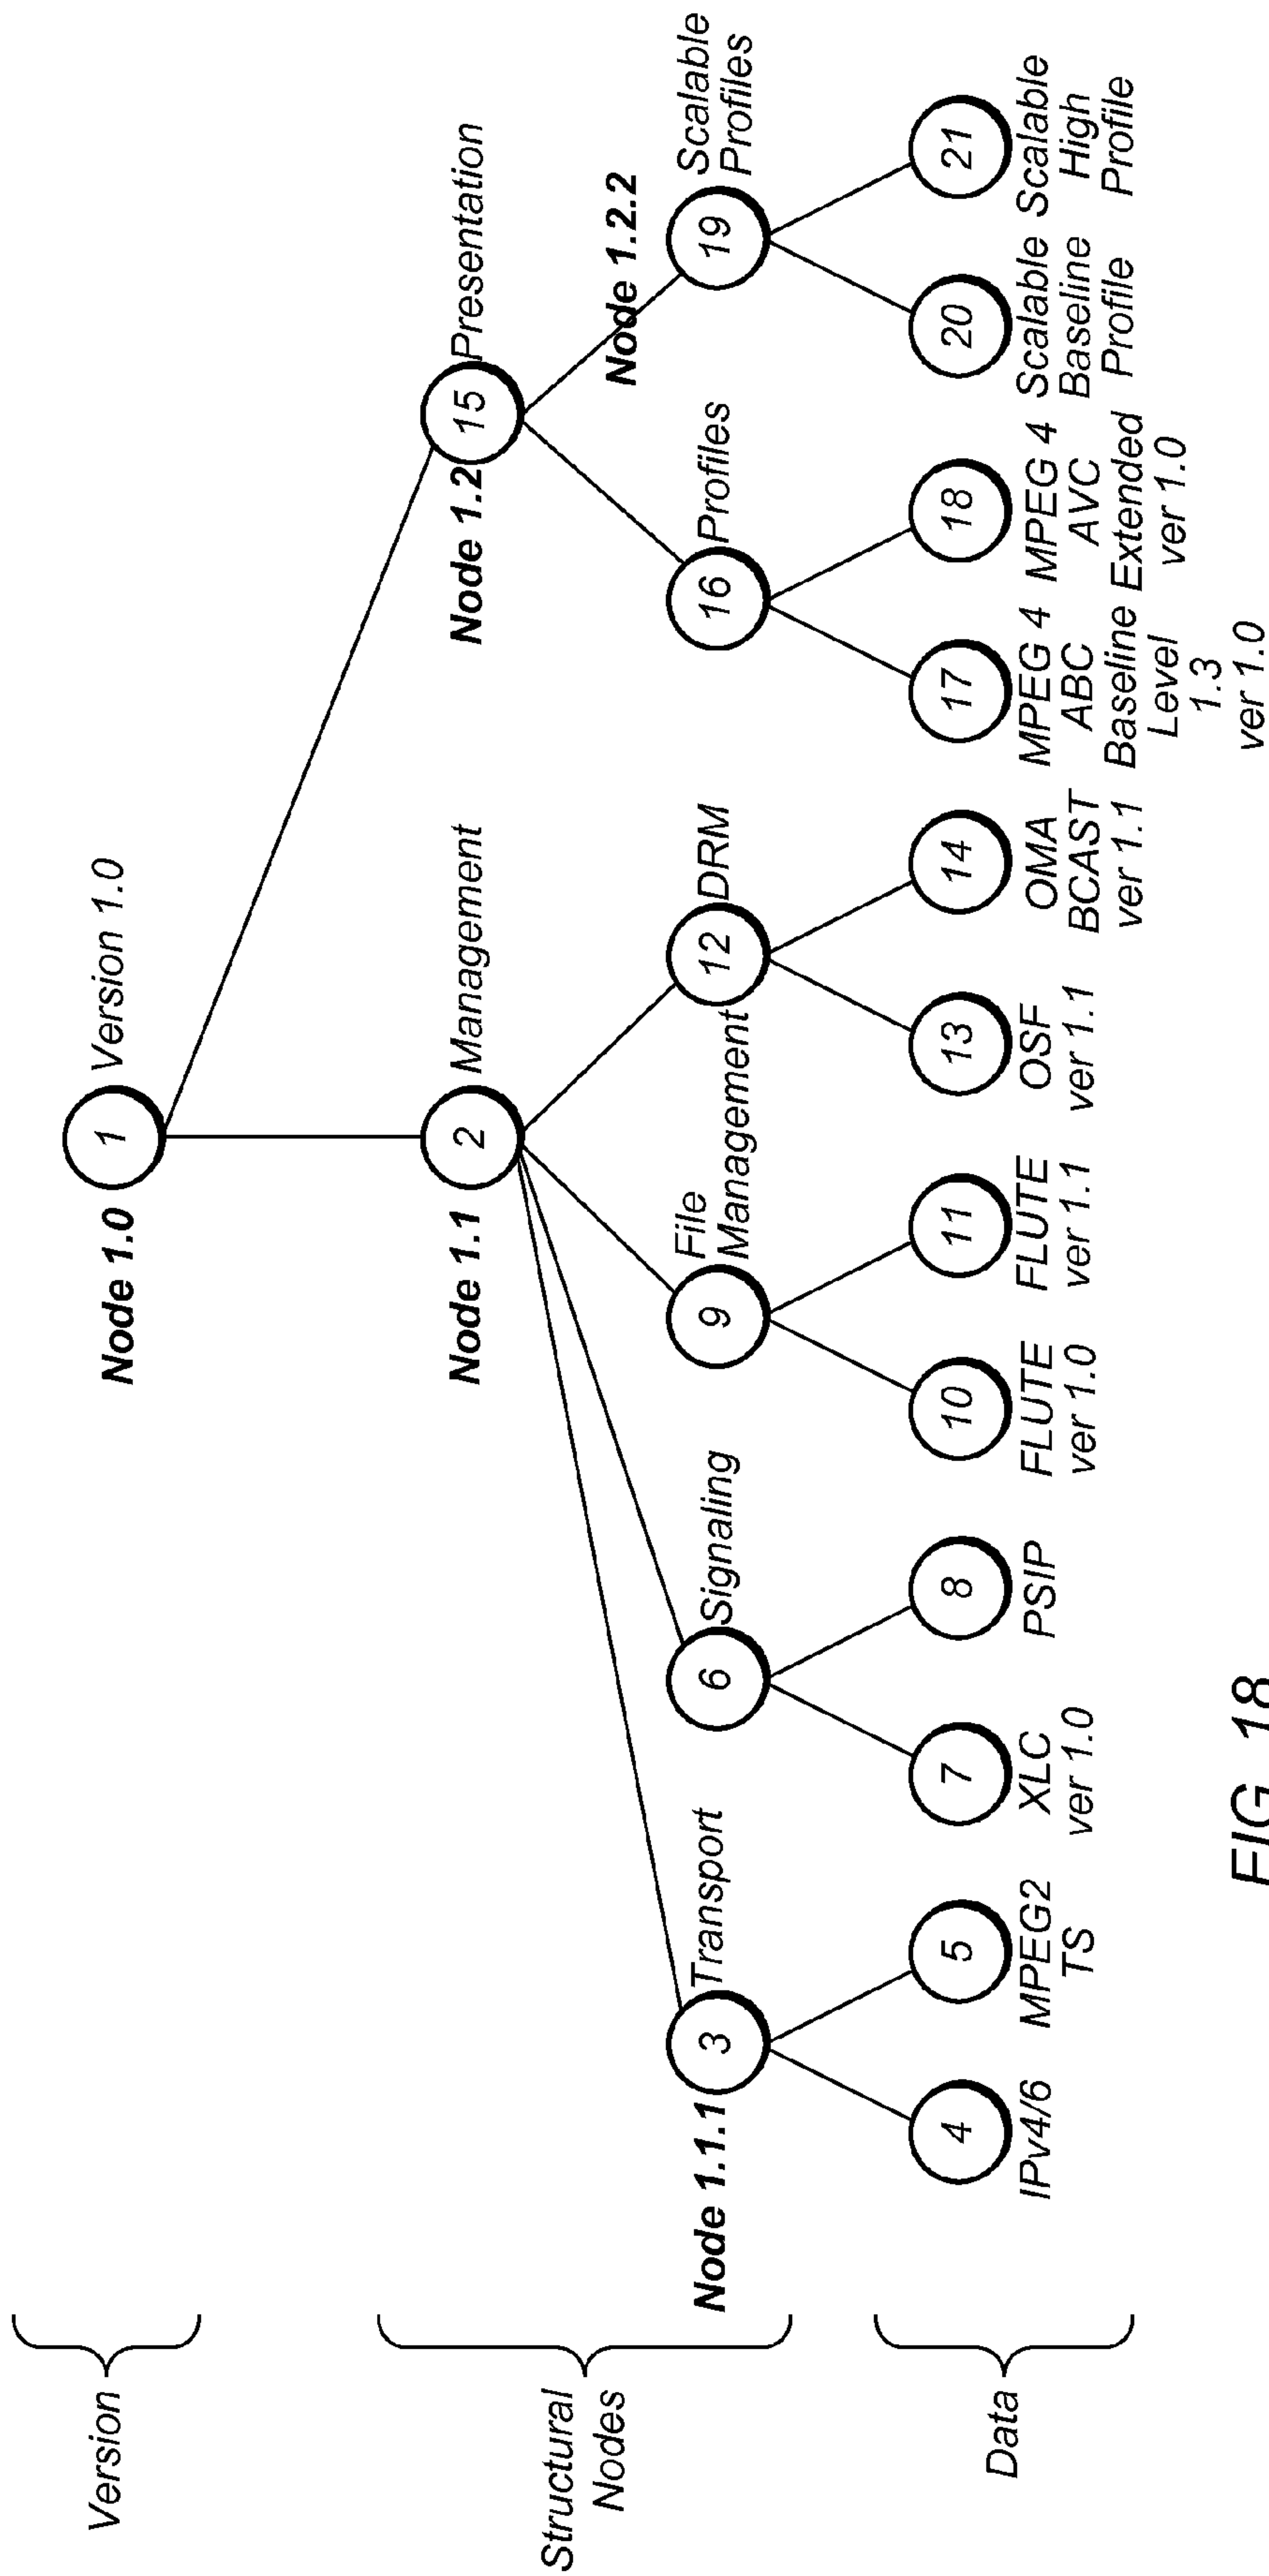 Version
Structural
Nodes
Data
Node 1.0
1
Version 1.0
Node 1.1
2
Management
Node 1.2
15
Presentation
Node 1.1.1
3
Transport
6
Signaling
9
File
Management
12
DRM
16
Profiles
Node 1.2.2
19
Scalable
Profiles
4
IPv4/6
5
MPEG2
TS
7
XLC
ver 1.0
8
PSIP
10
FLUTE
ver 1.0
11
FLUTE
ver 1.1
13
OSF
ver 1.1
14
OMA
BCAST
ver 1.1
17
MPEG 4
ABC
Baseline
Level
1.3
ver 1.0
18
MPEG 4
AVC
Extended
ver 1.0
20
Scalable
Baseline
Profile
21
Scalable
High
Profile
FIG. 18